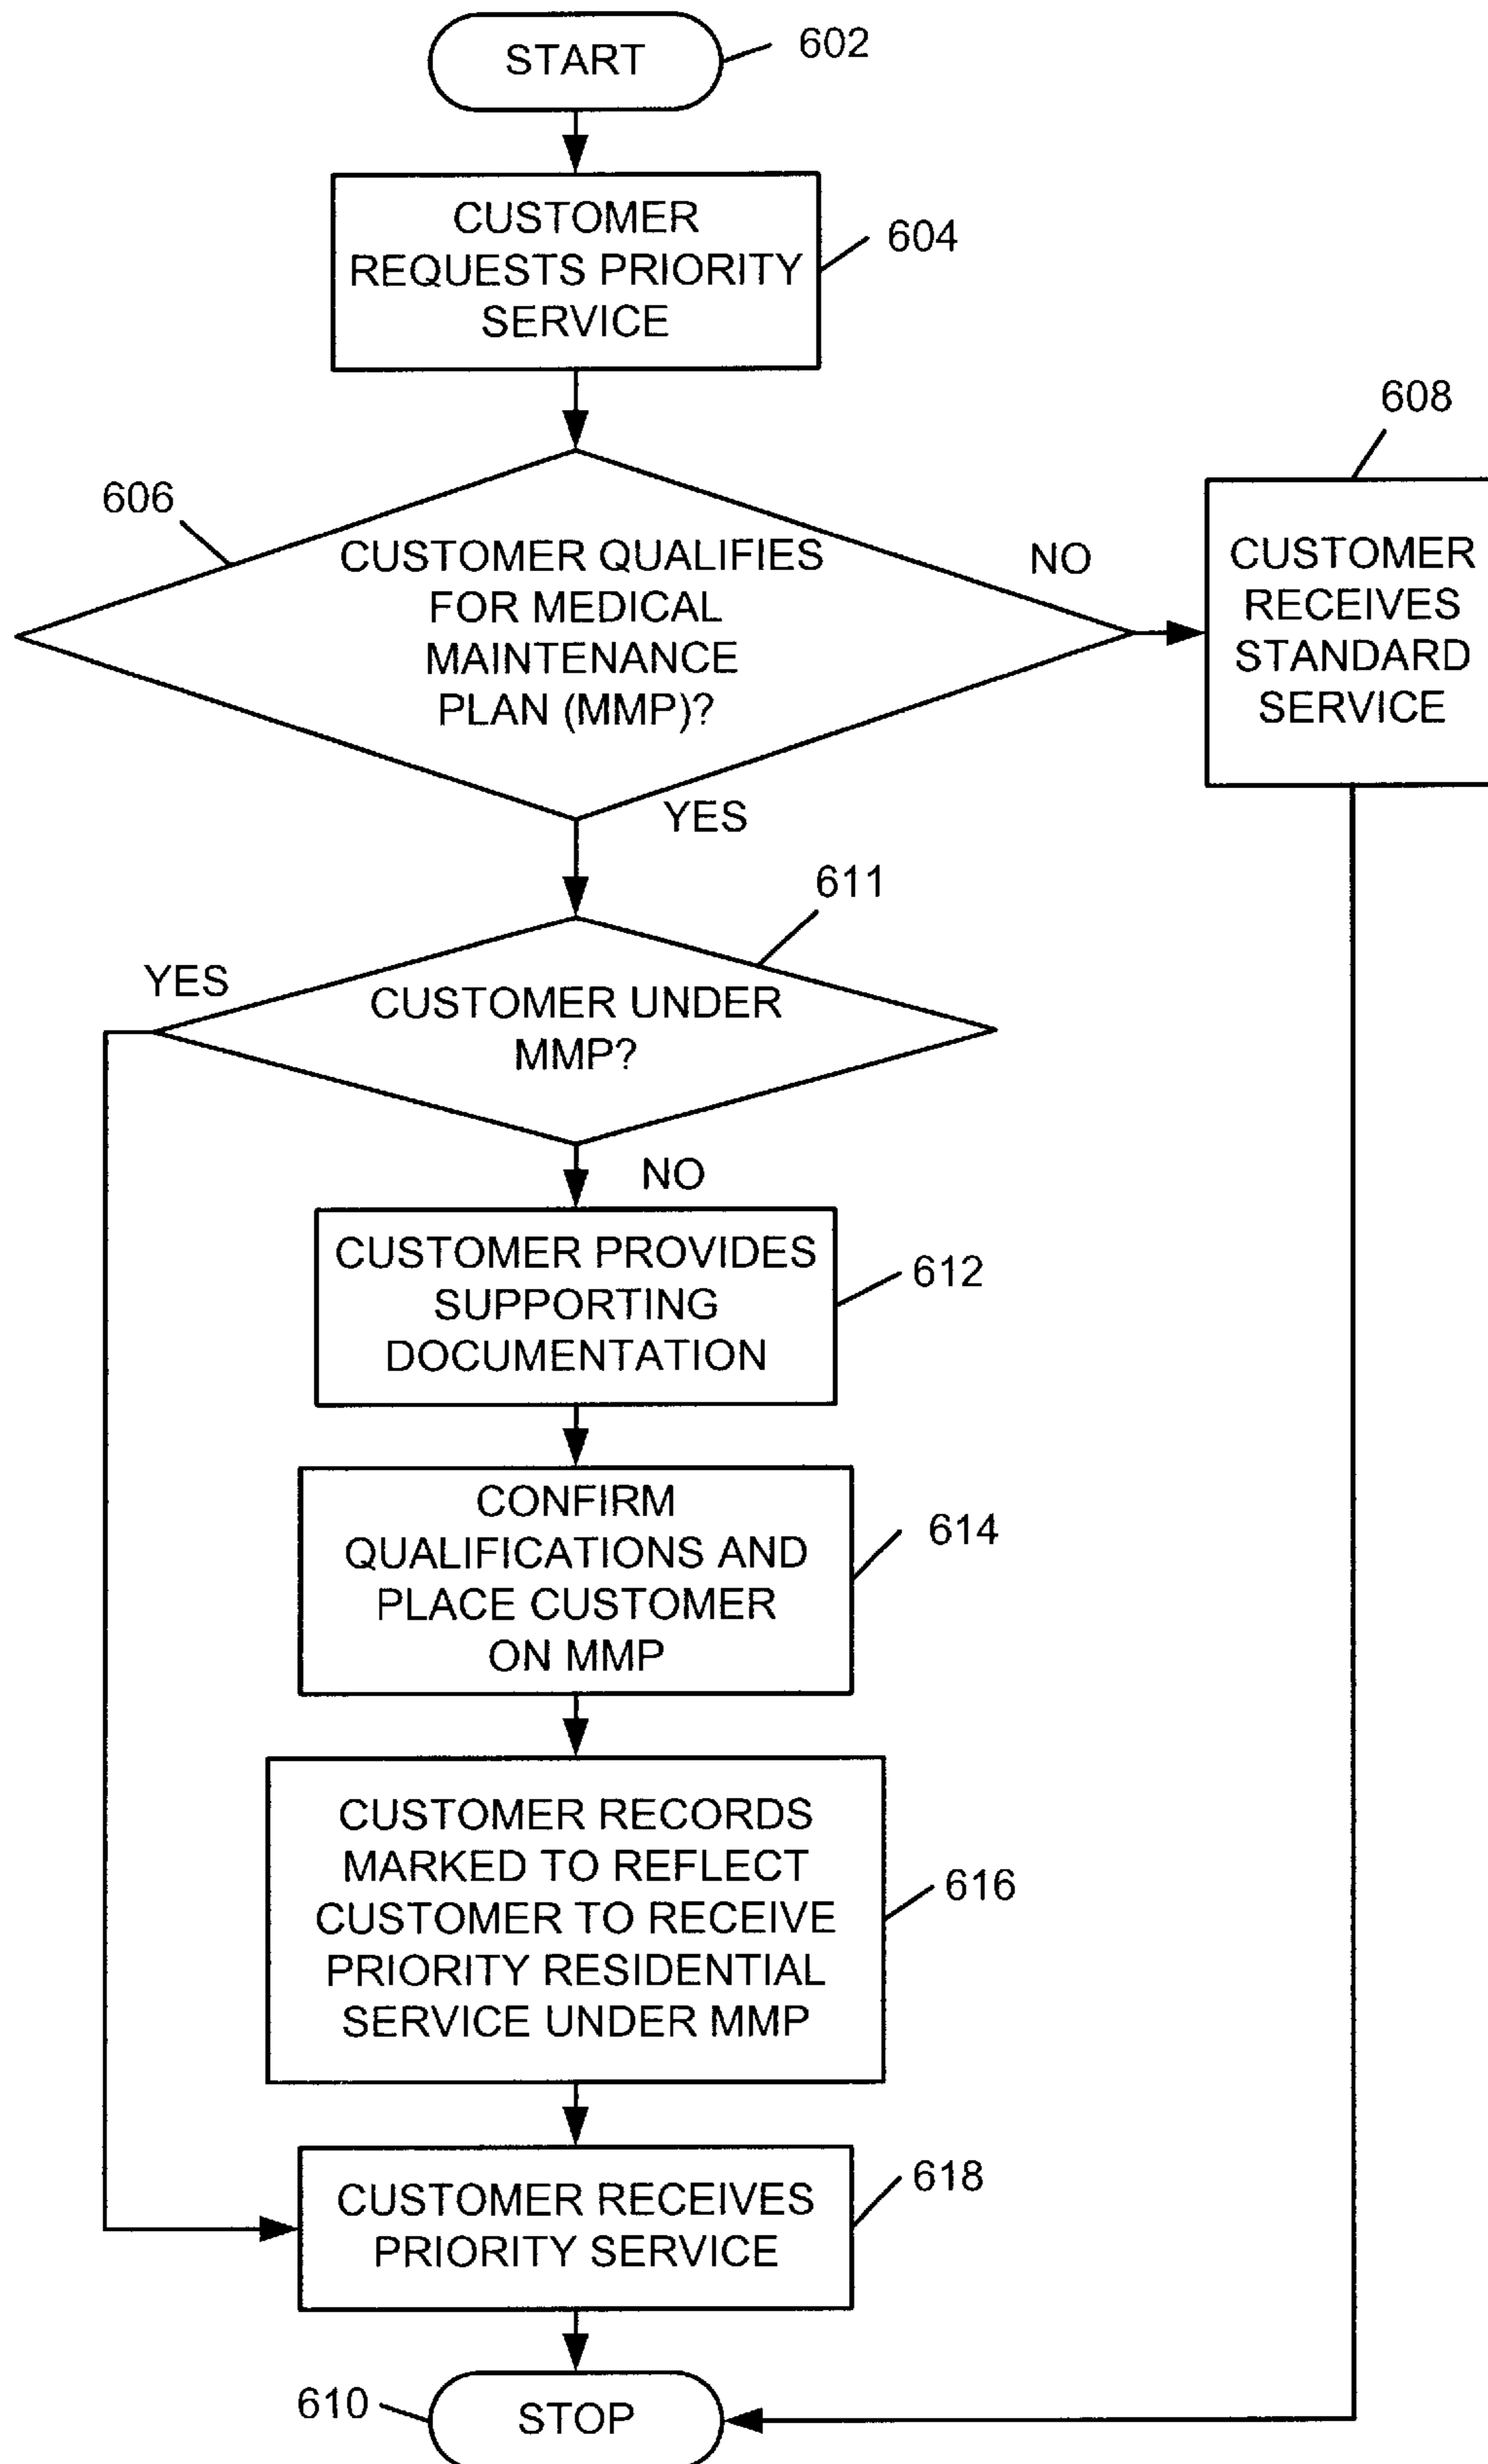 START
602
CUSTOMER
REQUESTS PRIORITY
SERVICE
604
606
CUSTOMER QUALIFIES
FOR MEDICAL
MAINTENANCE
PLAN (MMP)?
NO
608
CUSTOMER
RECEIVES
STANDARD
SERVICE
YES
611
YES
CUSTOMER UNDER
MMP?
NO
CUSTOMER PROVIDES
SUPPORTING
DOCUMENTATION
612
CONFIRM
QUALIFICATIONS AND
PLACE CUSTOMER
ON MMP
614
CUSTOMER RECORDS
MARKED TO REFLECT
CUSTOMER TO RECEIVE
PRIORITY RESIDENTIAL
SERVICE UNDER MMP
616
CUSTOMER RECEIVES
PRIORITY SERVICE
618
610
STOP